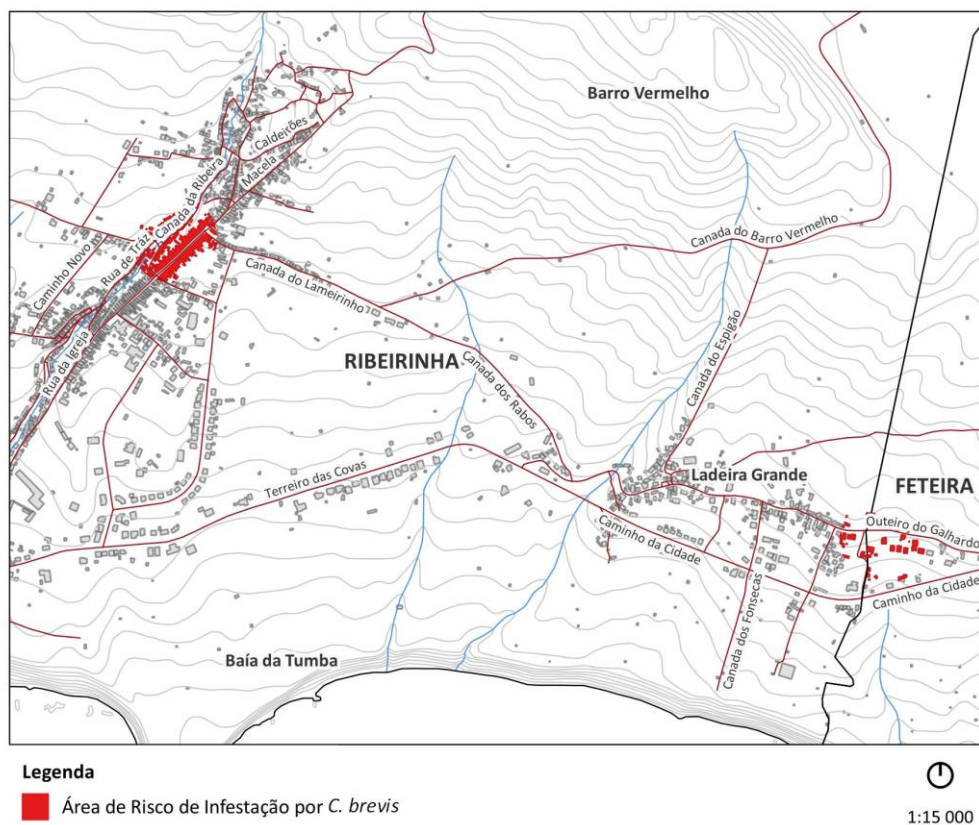 Barro Vermelho
Caldeitões
Macela
Canada da Ribeira
Rua de Tráz
Caminho Novo
Rua da Igreja
Canada do Lameirinho
Canada do Barro Vermelho
Canada do Espigão
RIBEIRINHA
Canada dos Rabos
Terreiro das Covas
Ladeira Grande
FETEIRA
Outeiro do Galhardo
Caminho da Cidade
Caminho da Cidade
Canada dos Fonsecas
Baía da Tumba
Legenda
Área de Risco de Infestação por C. brevis
1:15 000